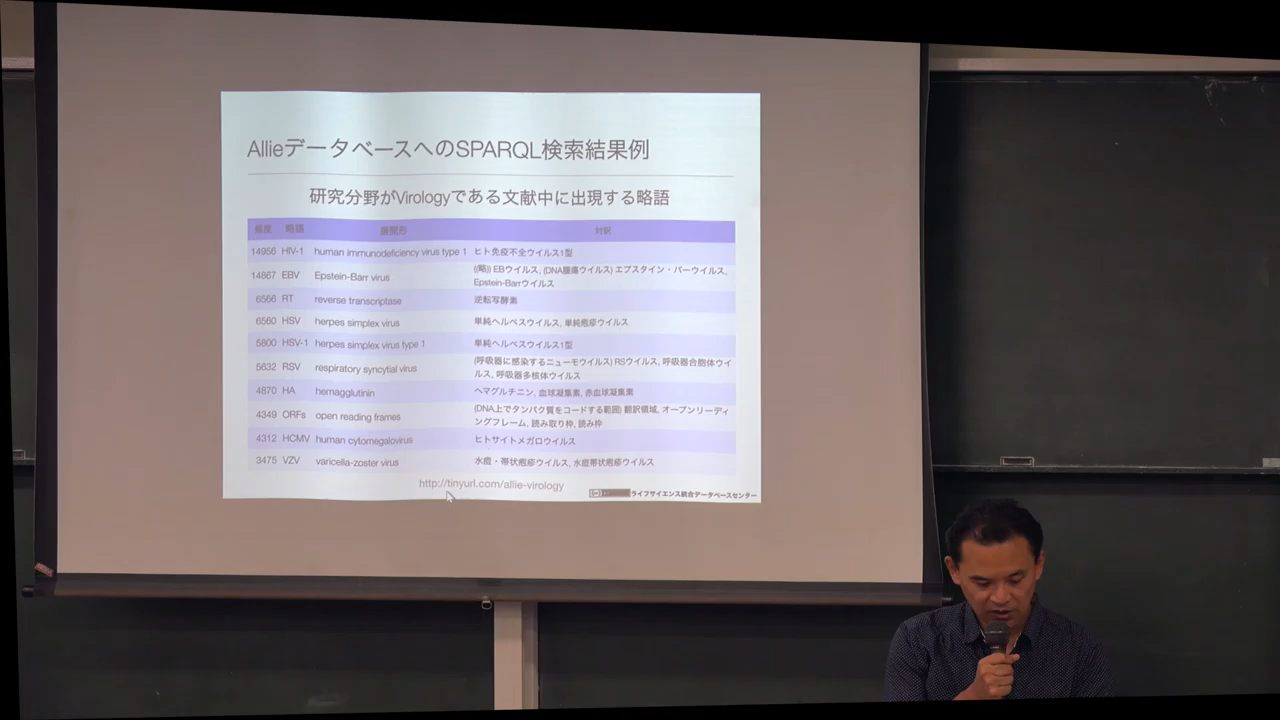 AllieデータベースへのSPARQL検索結果例
研究分野がVirologyである文献中に出現する略語
頻度 略語 展開形 対訳
14956 HIV-1 human immunodeficiency virus type 1 ヒト免疫不全ウイルス1型
14867 EBV Epstein-Barr virus ((略)) EBウイルス, (DNA腫瘍ウイルス) エプスタイン・バーウイルス,
Epstein-Barrウイルス
6566 RT reverse transcriptase 逆転写酵素
6560 HSV herpes simplex virus 単純ヘルペスウイルス, 単純疱疹ウイルス
5800 HSV-1 herpes simplex virus type 1 単純ヘルペスウイルス1型
5632 RSV respiratory syncytial virus (呼吸器に感染するニューモウイルス) RSウイルス, 呼吸器合胞体ウイ
ルス, 呼吸器多核体ウイルス
4870 HA hemagglutinin ヘマグルチニン, 血球凝集素, 赤血球凝集素
4349 ORFs open reading frames (DNA上でタンパク質をコードする範囲) 翻訳領域, オープンリーディ
ングフレーム, 読み取り枠, 読み枠
4312 HCMV human cytomegalovirus ヒトサイトメガロウイルス
3475 VZV varicella-zoster virus 水痘・帯状疱疹ウイルス, 水痘帯状疱疹ウイルス
http://tinyurl.com/allie-virology
ライフサイエンス統合データベースセンター